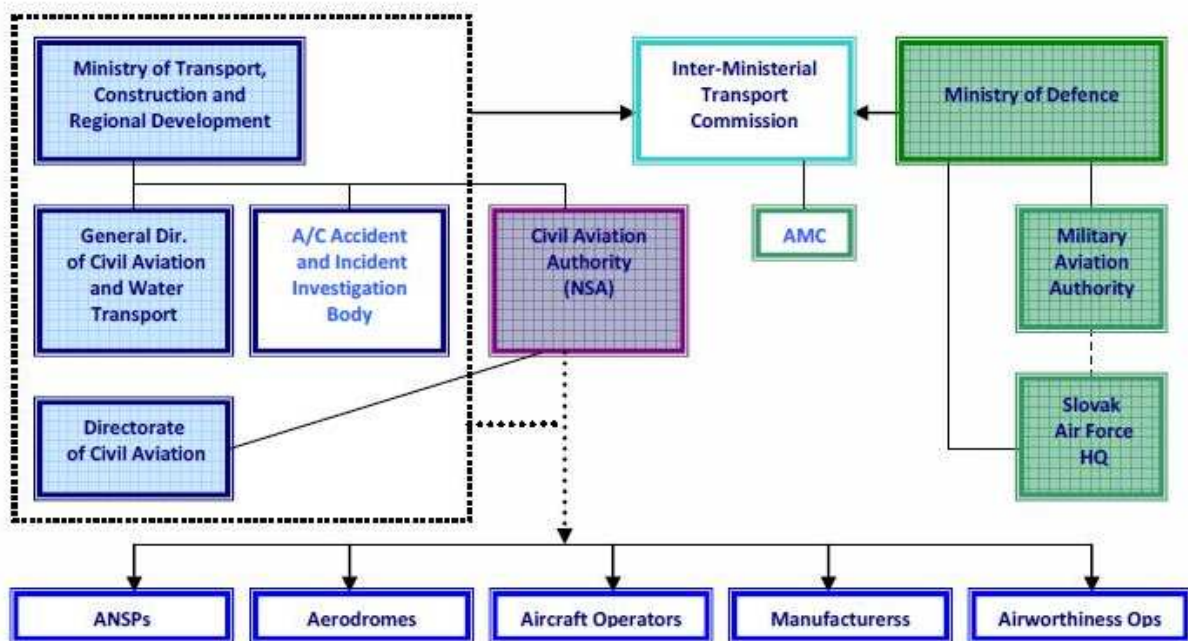 Ministry of Transport,
Construction and
Regional Development
Inter-Ministerial
Transport
Commission
Ministry of Defence
General Dir.
of Civil Aviation
and Water
Transport
A/C Accident
and Incident
Investigation
Body
Civil Aviation
Authority
(NSA)
AMC
Military
Aviation
Authority
Directorate
of Civil Aviation
Slovak
Air Force
HQ
ANSPs
Aerodromes
Aircraft Operators
Manufacturerss
Airworthiness Ops